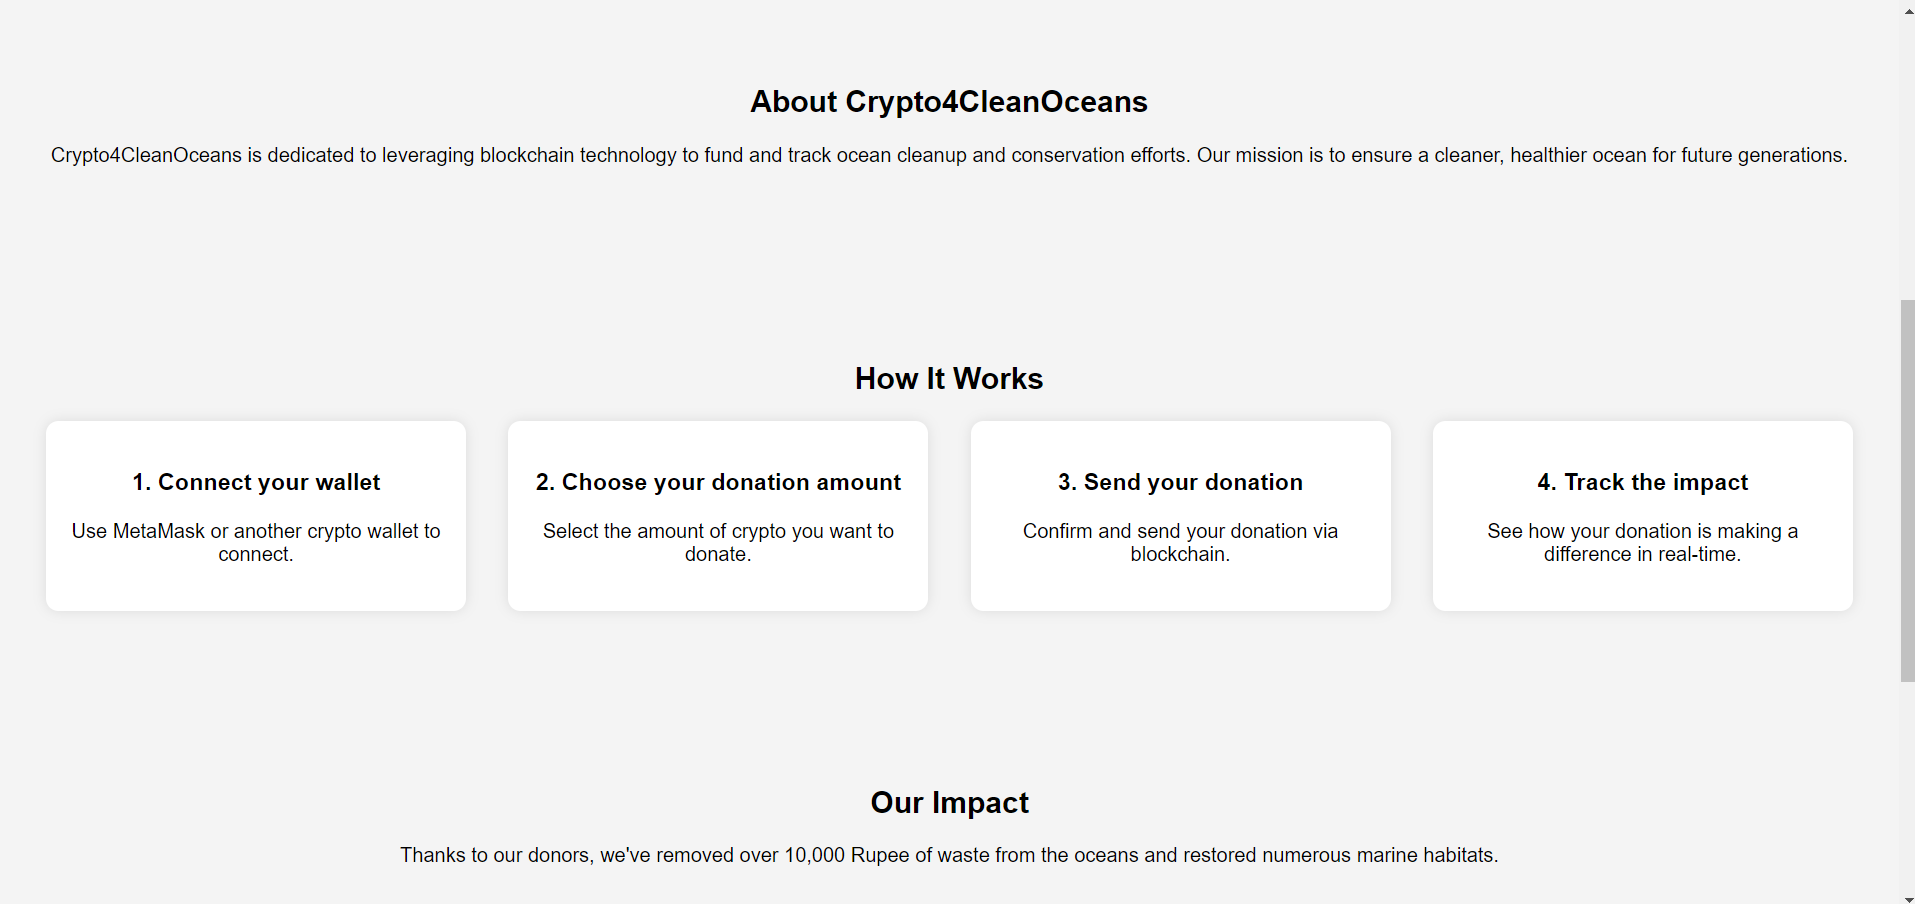 About Crypto4CleanOceans
Crypto4CleanOceans is dedicated to leveraging blockchain technology to fund and track ocean cleanup and conservation efforts. Our mission is to ensure a cleaner, healthier ocean for future generations.
How It Works
1. Connect your wallet
Use MetaMask or another crypto wallet to
connect.
2. Choose your donation amount
Select the amount of crypto you want to
donate.
3. Send your donation
Confirm and send your donation via
blockchain.
4. Track the impact
See how your donation is making a
difference in real-time.
Our Impact
Thanks to our donors, we've removed over 10,000 Rupee of waste from the oceans and restored numerous marine habitats.